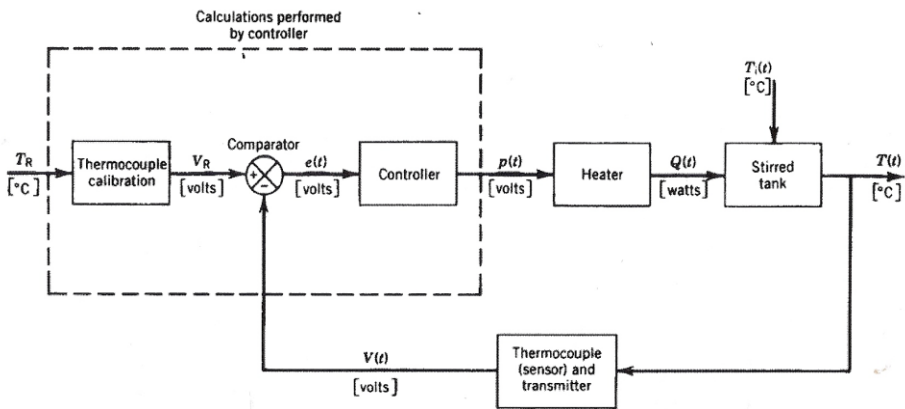 Calculations performed
by controller
T_i(t)
[°C]
T_R
[°C]
Thermocouple
calibration
V_R
[volts]
Comparator
+
−
e(t)
[volts]
Controller
p(t)
[volts]
Heater
Q(t)
[watts]
Stirred
tank
T(t)
[°C]
V(t)
[volts]
Thermocouple
(sensor) and
transmitter